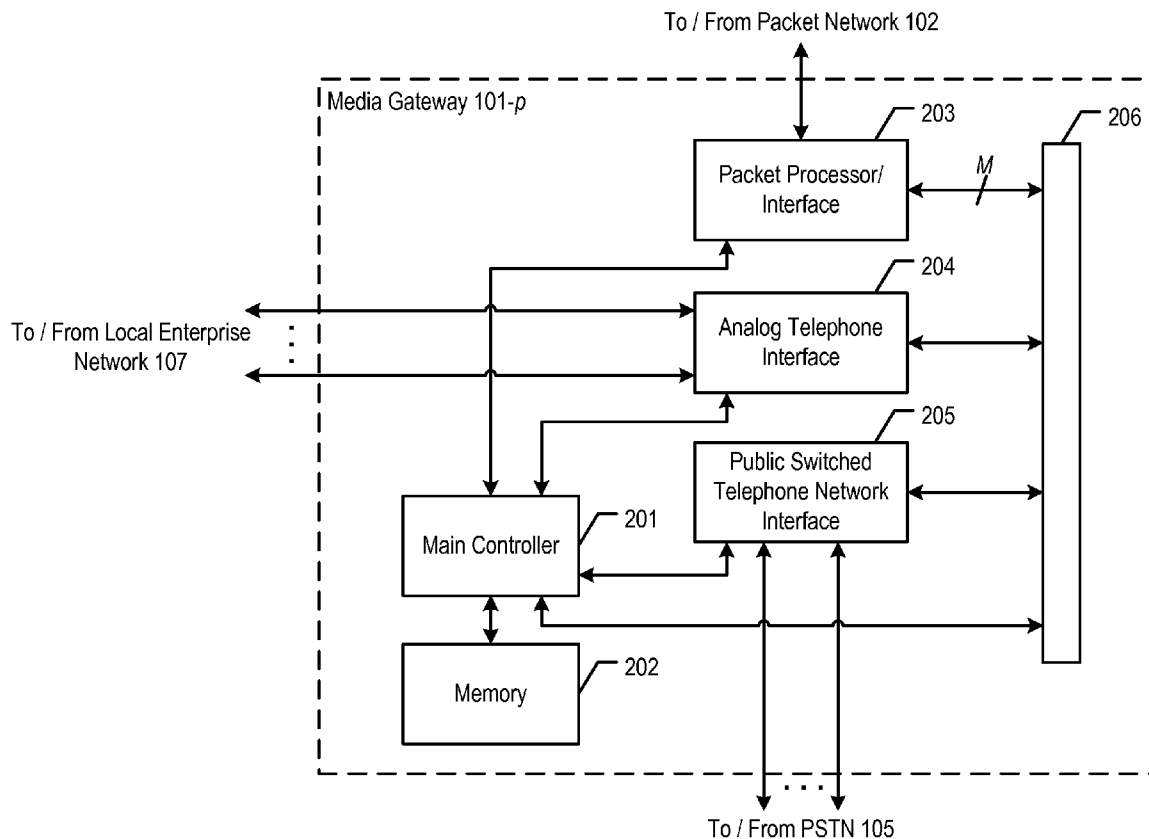 To / From Packet Network 102
Media Gateway 101-p
203
206
Packet Processor/
Interface
M
204
To / From Local Enterprise
Network 107
Analog Telephone
Interface
205
Public Switched
Telephone Network
Interface
201
Main Controller
202
Memory
To / From PSTN 105